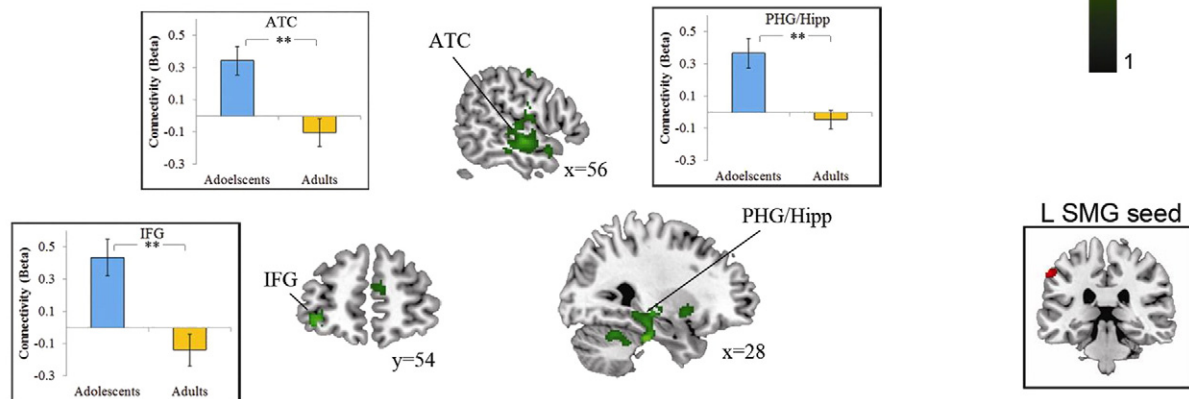 ATC
**
Connectivity (Beta)
0.5
0.3
0.1
-0.1
-0.3
Adoelscents Adults
ATC
x=56
PHG/Hipp
**
Connectivity (Beta)
0.5
0.3
0.1
-0.1
-0.3
Adoelscents Adults
1
IFG
**
Connectivity (Beta)
0.5
0.3
0.1
-0.1
-0.3
Adolescents Adults
IFG
y=54
PHG/Hipp
x=28
L SMG seed